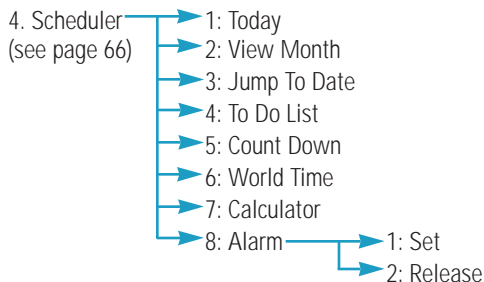 4. Scheduler
(see page 66)
1: Today
2: View Month
3: Jump To Date
4: To Do List
5: Count Down
6: World Time
7: Calculator
8: Alarm
1: Set
2: Release